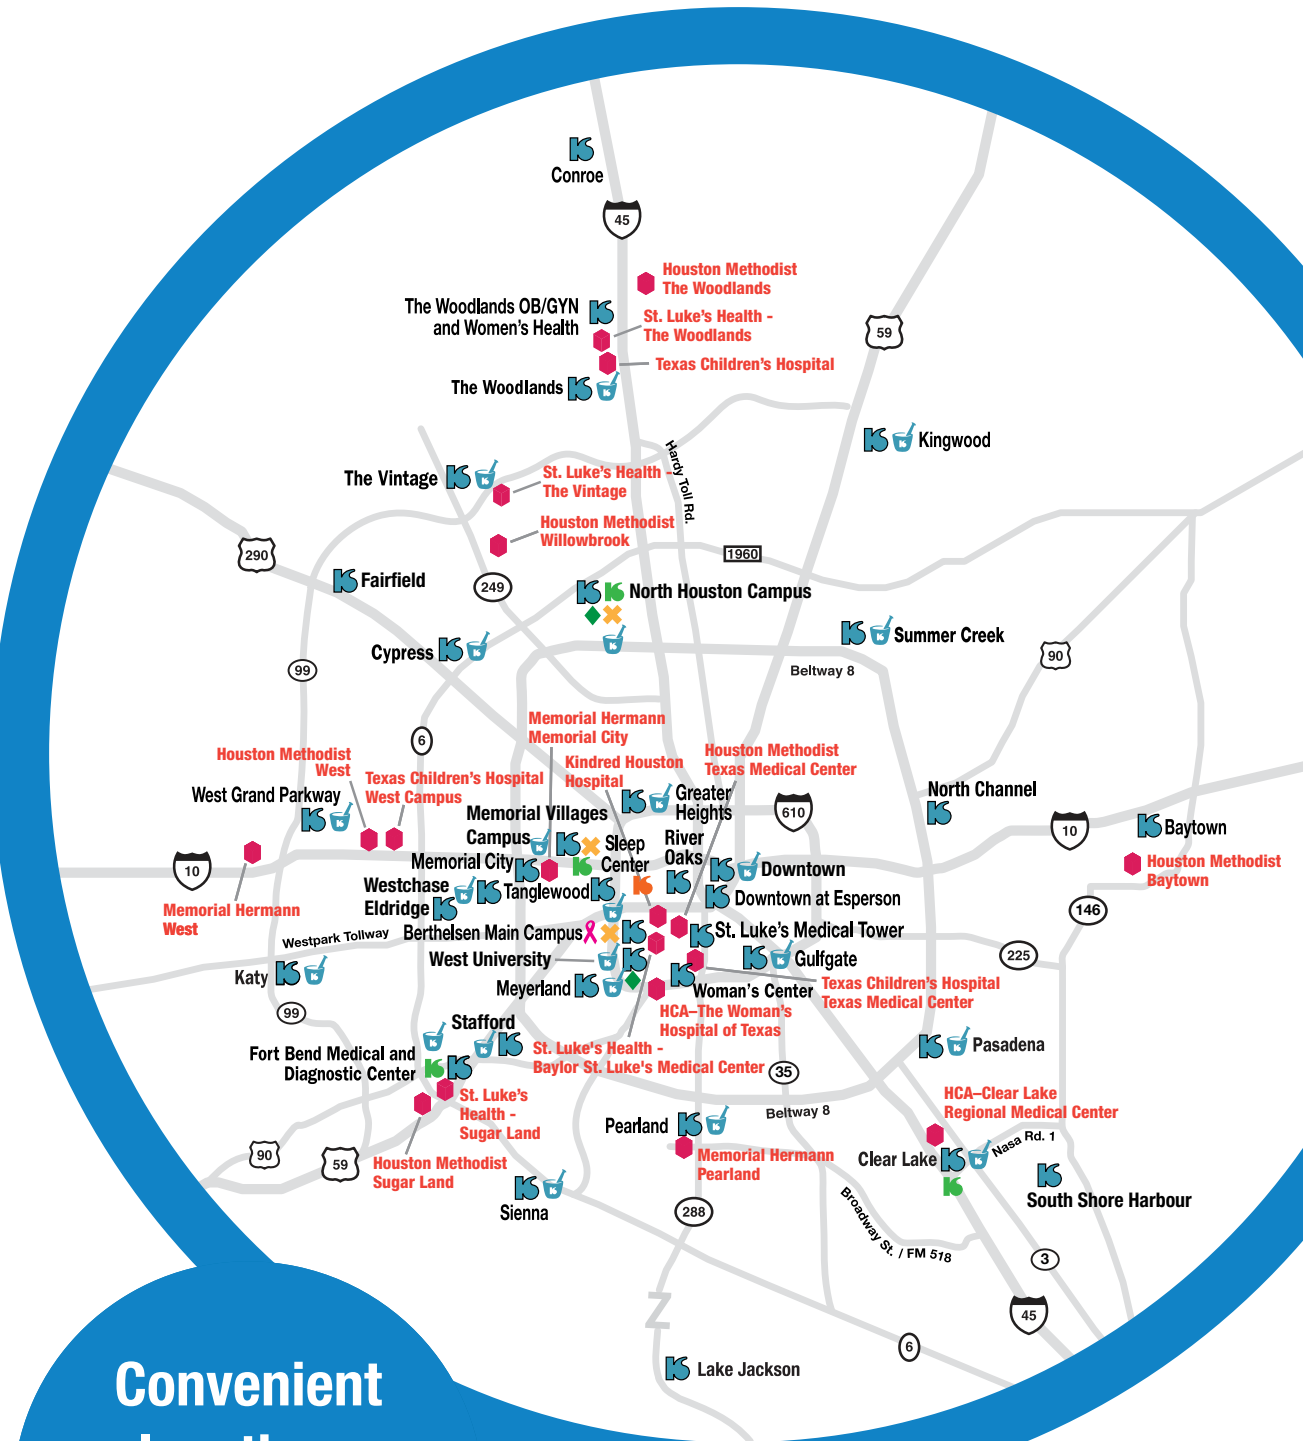 Conroe
45
Houston Methodist
The Woodlands
The Woodlands OB/GYN
and Women's Health
St. Luke's Health -
The Woodlands
59
Texas Children's Hospital
The Woodlands
Kingwood
Hardy Toll Rd.
The Vintage
St. Luke's Health -
The Vintage
Houston Methodist
Willowbrook
290
1960
Fairfield
249
North Houston Campus
Summer Creek
Cypress
90
Beltway 8
99
6
Memorial Hermann
Memorial City
Houston Methodist
West
Kindred Houston
Hospital
Houston Methodist
Texas Medical Center
Texas Children's Hospital
West Campus
West Grand Parkway
Greater
Heights
North Channel
610
Memorial Villages
Campus
Sleep
Center
River
Oaks
10
Baytown
Memorial City
Houston Methodist
Baytown
10
Downtown
Westchase
Tanglewood
Eldridge
Downtown at Esperson
Memorial Hermann
West
146
Westpark Tollway
Berthelsen Main Campus
St. Luke's Medical Tower
225
West University
Gulfgate
Katy
Meyerland
Woman's Center
Texas Children's Hospital
Texas Medical Center
99
HCA–The Woman's
Hospital of Texas
Stafford
St. Luke's Health -
Baylor St. Luke's Medical Center
Pasadena
Fort Bend Medical and
Diagnostic Center
35
St. Luke's
Health -
Sugar Land
HCA–Clear Lake
Regional Medical Center
Beltway 8
Pearland
Nasa Rd. 1
90
59
Houston Methodist
Sugar Land
Memorial Hermann
Pearland
Clear Lake
Sienna
288
South Shore Harbour
Broadway St. / FM 518
3
45
6
Lake Jackson
Convenient